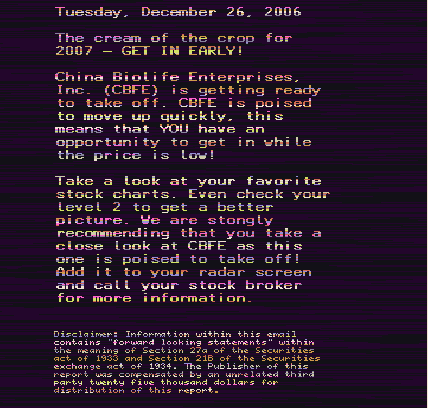 Tuesday, December 26, 2006
The cream of the crop for
2007 – GET IN EARLY!
China Biolife Enterprises,
Inc. (CBFE) is getting ready
to take off. CBFE is poised
to move up quickly, this
means that YOU have an
opportunity to get in while
the price is low!
Take a look at your favorite
stock charts. Even check your
level 2 to get a better
picture. We are stongly
recommending that you take a
close look at CBFE as this
one is poised to take off!
Add it to your radar screen
and call your stock broker
for more information.
Disclaimer: Information within this email
contains "forward looking statements" within
the meaning of Section 27a of the Securities
act of 1933 and Section 21B of the Securities
exchange act of 1934. The Publisher of this
report was compensated by an unrelated third
party twenty five thousand dollars for
distribution of this report.